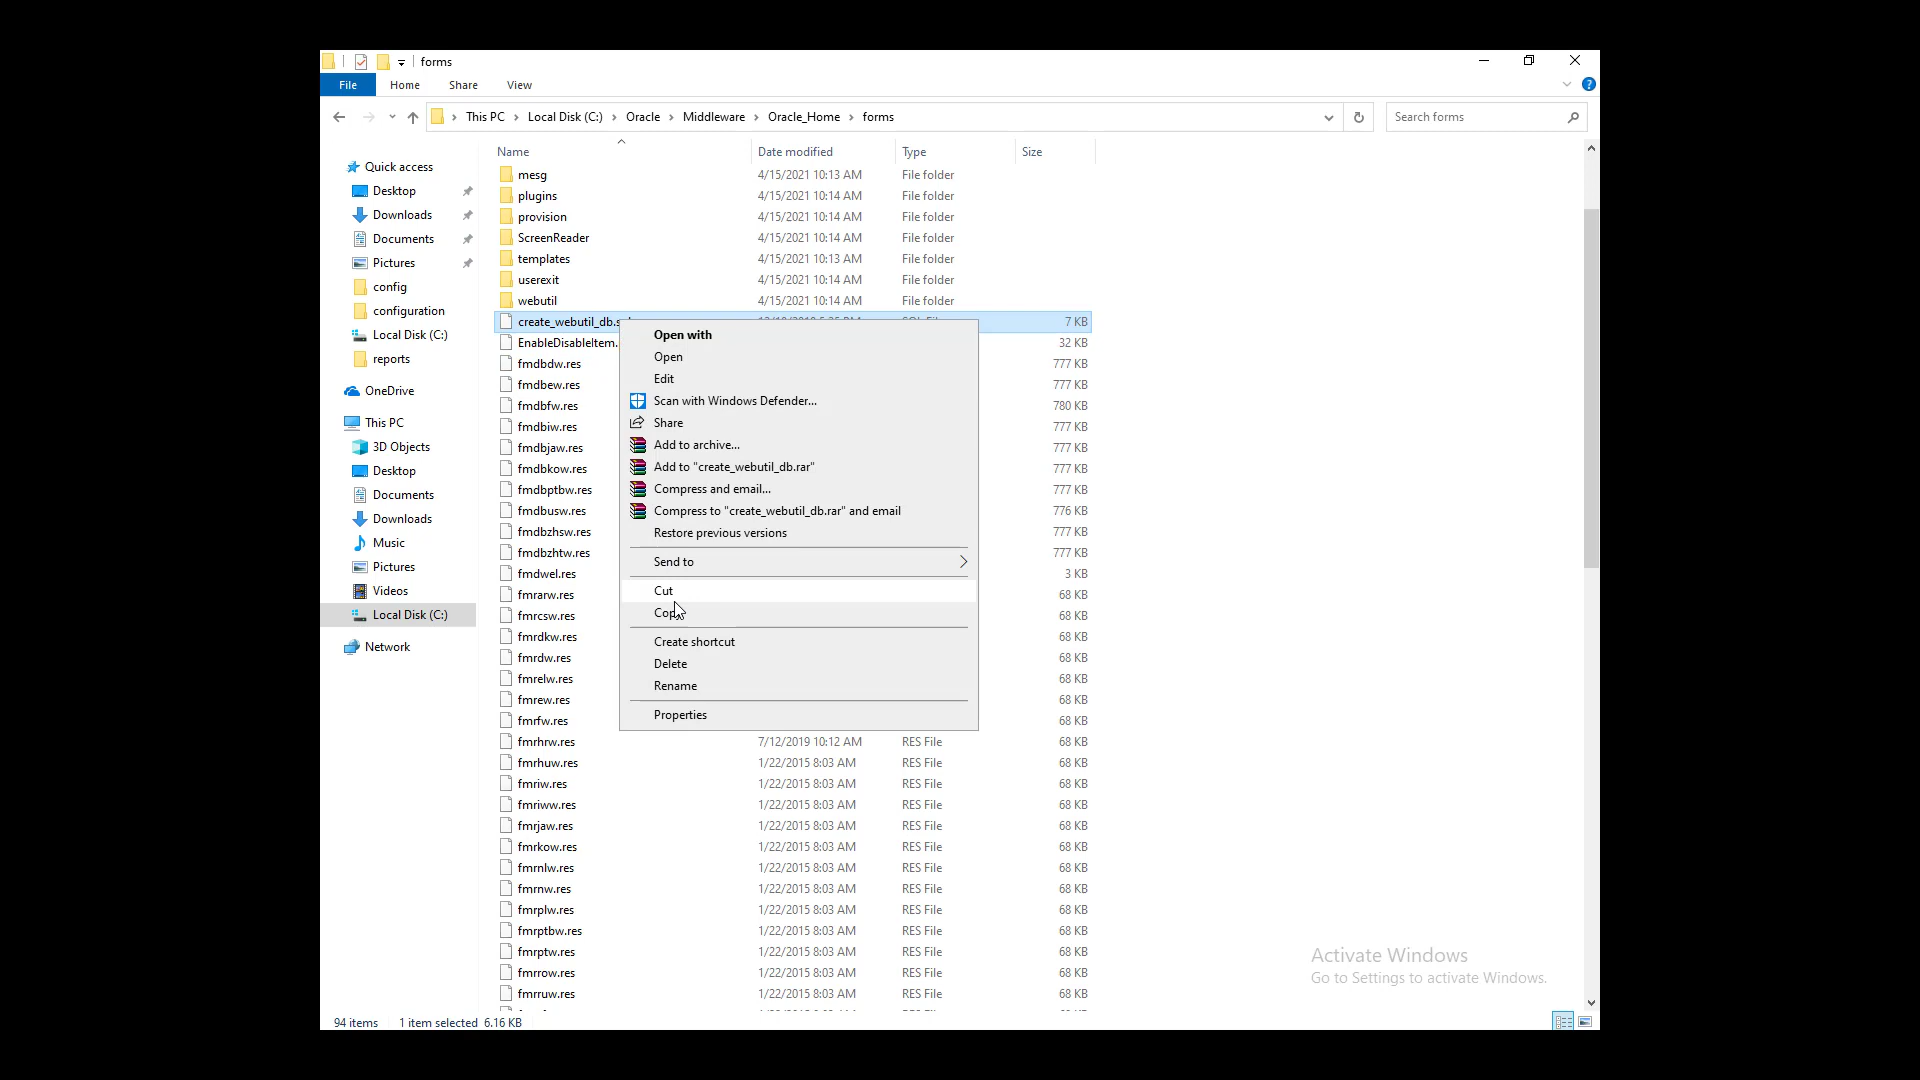 forms
File Home Share View
This PC Local Disk (C:) Oracle Middleware Oracle_Home forms
Search forms
Name Date modified Type Size
Quick access
Desktop
Downloads
Documents
Pictures
config
configuration
Local Disk (C:)
reports
OneDrive
This PC
3D Objects
Desktop
Documents
Downloads
Music
Pictures
Videos
Local Disk (C:)
Network
mesg 4/15/2021 10:13 AM File folder
plugins 4/15/2021 10:14 AM File folder
provision 4/15/2021 10:14 AM File folder
ScreenReader 4/15/2021 10:14 AM File folder
templates 4/15/2021 10:13 AM File folder
userexit 4/15/2021 10:14 AM File folder
webutil 4/15/2021 10:14 AM File folder
create_webutil_db.s 7 KB
EnableDisableItem. 32 KB
fmdbdw.res 777 KB
fmdbew.res 777 KB
fmdbfw.res 780 KB
fmdbiw.res 777 KB
fmdbjaw.res 777 KB
fmdbkow.res 777 KB
fmdbptbw.res 777 KB
fmdbusw.res 776 KB
fmdbzhsw.res 777 KB
fmdbzhtw.res 777 KB
fmdwel.res 3 KB
fmrarw.res 68 KB
fmrcsw.res 68 KB
fmrdkw.res 68 KB
fmrdw.res 68 KB
fmrelw.res 68 KB
fmrew.res 68 KB
fmrfw.res 68 KB
fmrhrw.res 7/12/2019 10:12 AM RES File 68 KB
fmrhuw.res 1/22/2015 8:03 AM RES File 68 KB
fmriw.res 1/22/2015 8:03 AM RES File 68 KB
fmriww.res 1/22/2015 8:03 AM RES File 68 KB
fmrjaw.res 1/22/2015 8:03 AM RES File 68 KB
fmrkow.res 1/22/2015 8:03 AM RES File 68 KB
fmrnlw.res 1/22/2015 8:03 AM RES File 68 KB
fmrnw.res 1/22/2015 8:03 AM RES File 68 KB
fmrplw.res 1/22/2015 8:03 AM RES File 68 KB
fmrptbw.res 1/22/2015 8:03 AM RES File 68 KB
fmrptw.res 1/22/2015 8:03 AM RES File 68 KB
fmrrow.res 1/22/2015 8:03 AM RES File 68 KB
fmrruw.res 1/22/2015 8:03 AM RES File 68 KB
Open with
Open
Edit
Scan with Windows Defender...
Share
Add to archive...
Add to "create_webutil_db.rar"
Compress and email...
Compress to "create_webutil_db.rar" and email
Restore previous versions
Send to
Cut
Copy
Create shortcut
Delete
Rename
Properties
Activate Windows
Go to Settings to activate Windows.
94 items 1 item selected 6.16 KB